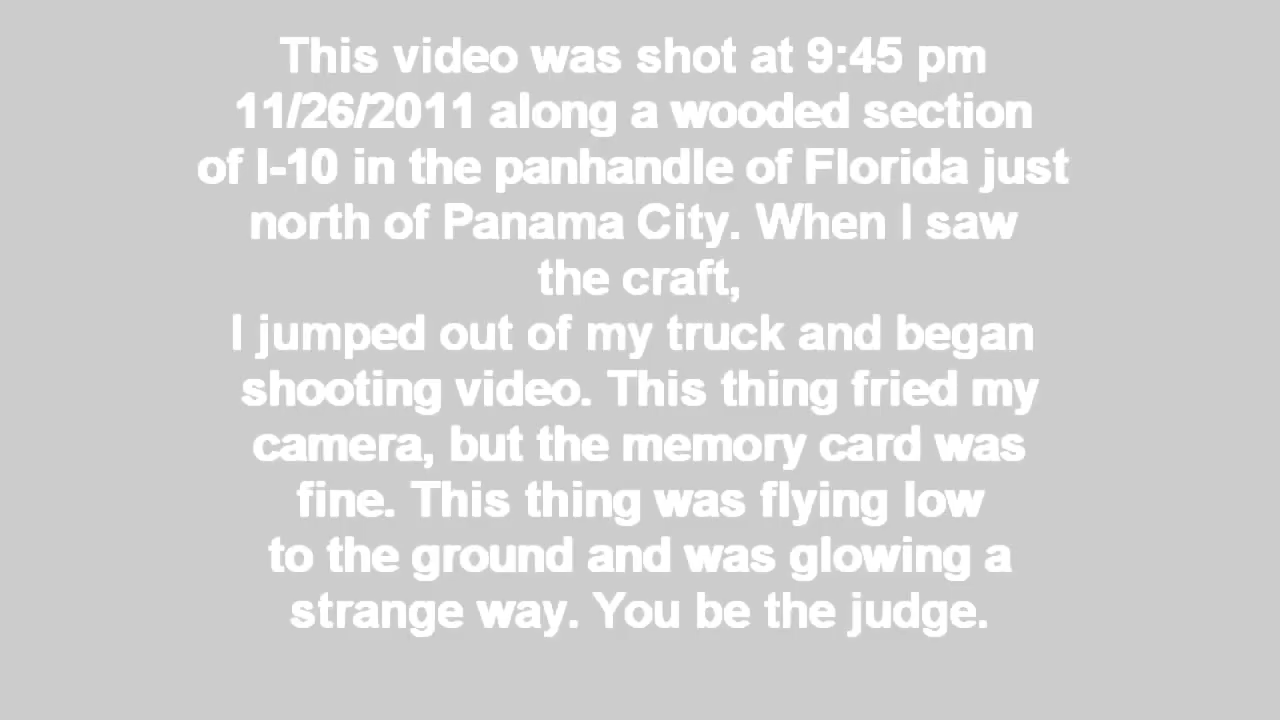 This video was shot at 9:45 pm
11/26/2011 along a wooded section
of I-10 in the panhandle of Florida just
north of Panama City. When I saw
the craft,
I jumped out of my truck and began
shooting video. This thing fried my
camera, but the memory card was
fine. This thing was flying low
to the ground and was glowing a
strange way. You be the judge.